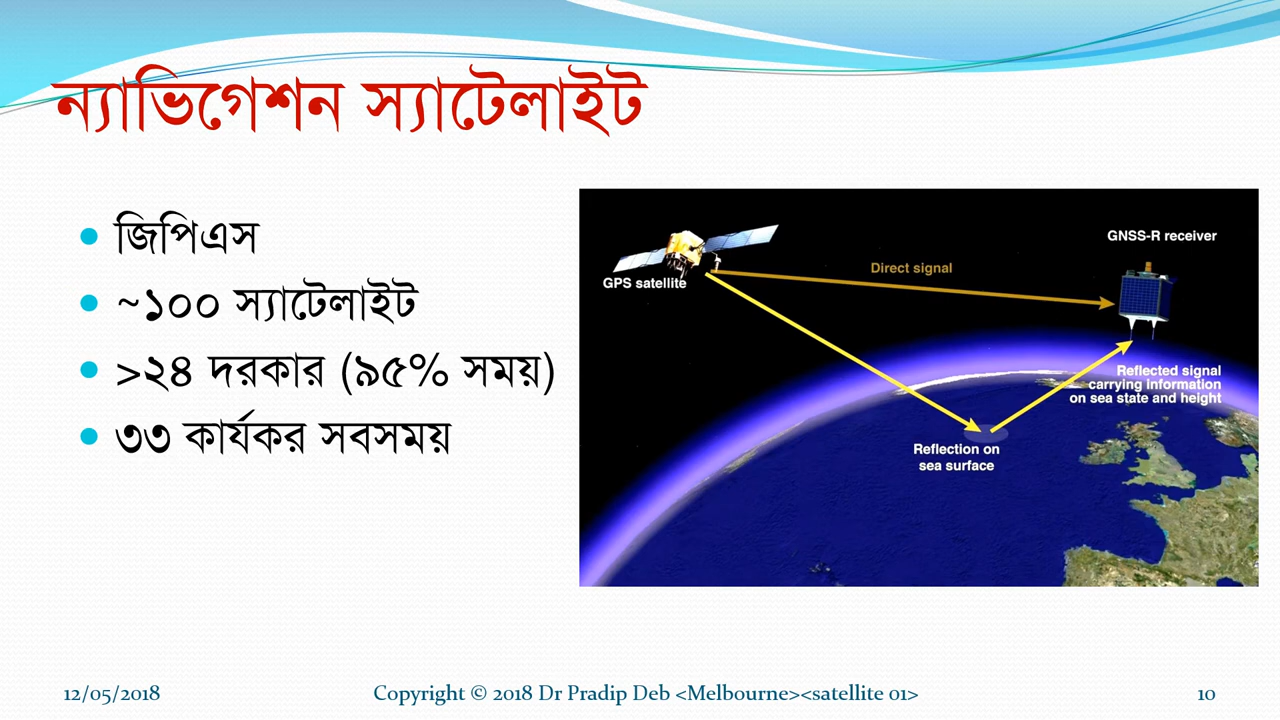 ন্যাভিগেশন স্যাটেলাইট
• জিপিএস
• ~১০০ স্যাটেলাইট
• >২৪ দরকার (৯৫% সময়)
• ৩৩ কার্যকর সবসময়
GNSS-R receiver
Direct signal
GPS satellite
Reflected signal
carrying information
on sea state and height
Reflection on
sea surface
12/05/2018
Copyright © 2018 Dr Pradip Deb <Melbourne><satellite 01>
10